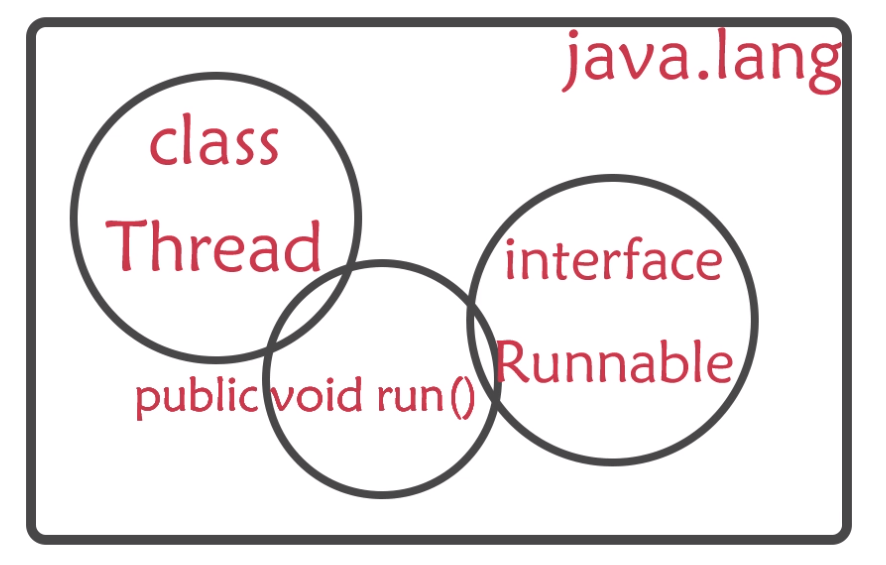 java.lang
class
Thread
interface
Runnable
public void run()